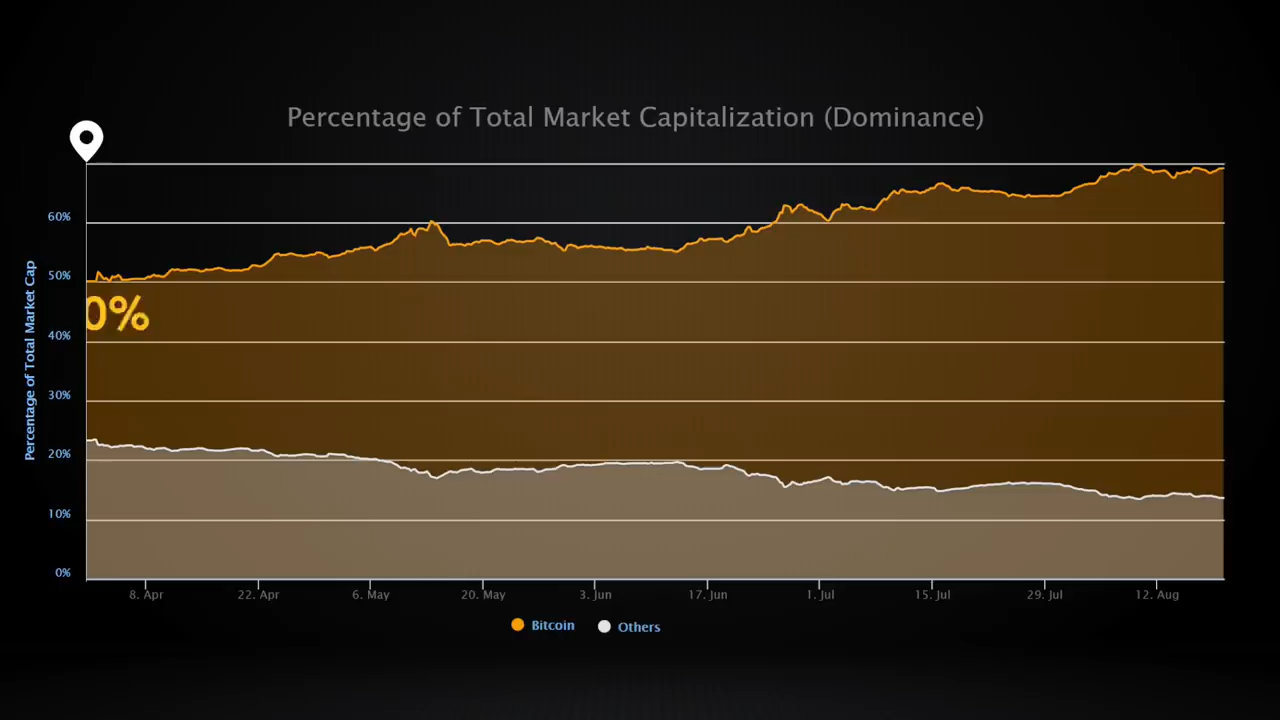 Percentage of Total Market Capitalization (Dominance)
Percentage of Total Market Cap
60%
50%
0%
40%
30%
20%
10%
0%
8. Apr
22. Apr
6. May
20. May
3. Jun
17. Jun
1. Jul
15. Jul
29. Jul
12. Aug
Bitcoin
Others